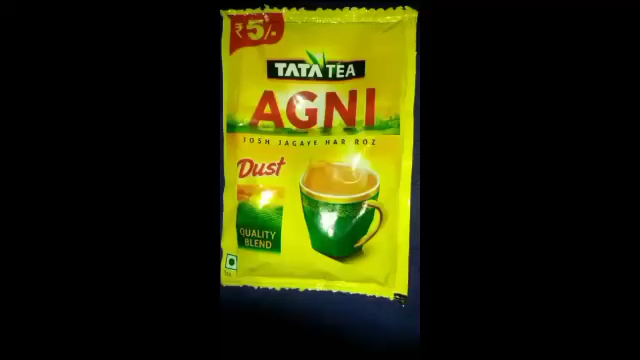 ₹5/-
TATA TEA
AGNI
JOSH JAGAYE HAR ROZ
Dust
QUALITY
BLEND